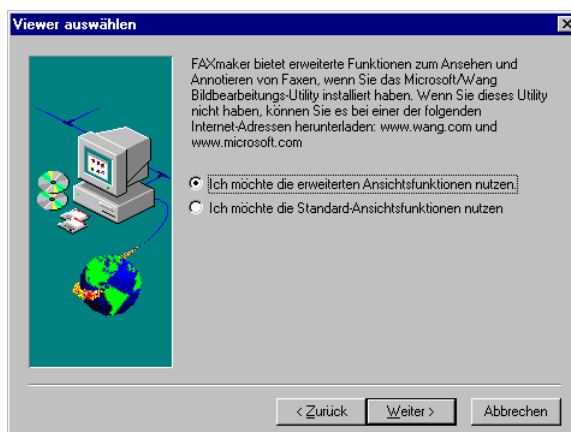 Viewer auswählen
FAXmaker bietet erweiterte Funktionen zum Ansehen und
Annotieren von Faxen, wenn Sie das Microsoft/Wang
Bildbearbeitungs-Utility installiert haben. Wenn Sie dieses Utility
nicht haben, können Sie es bei einer der folgenden
Internet-Adressen herunterladen: www.wang.com und
www.microsoft.com
Ich möchte die erweiterten Ansichtsfunktionen nutzen.
Ich möchte die Standard-Ansichtsfunktionen nutzen
< Zurück Weiter > Abbrechen